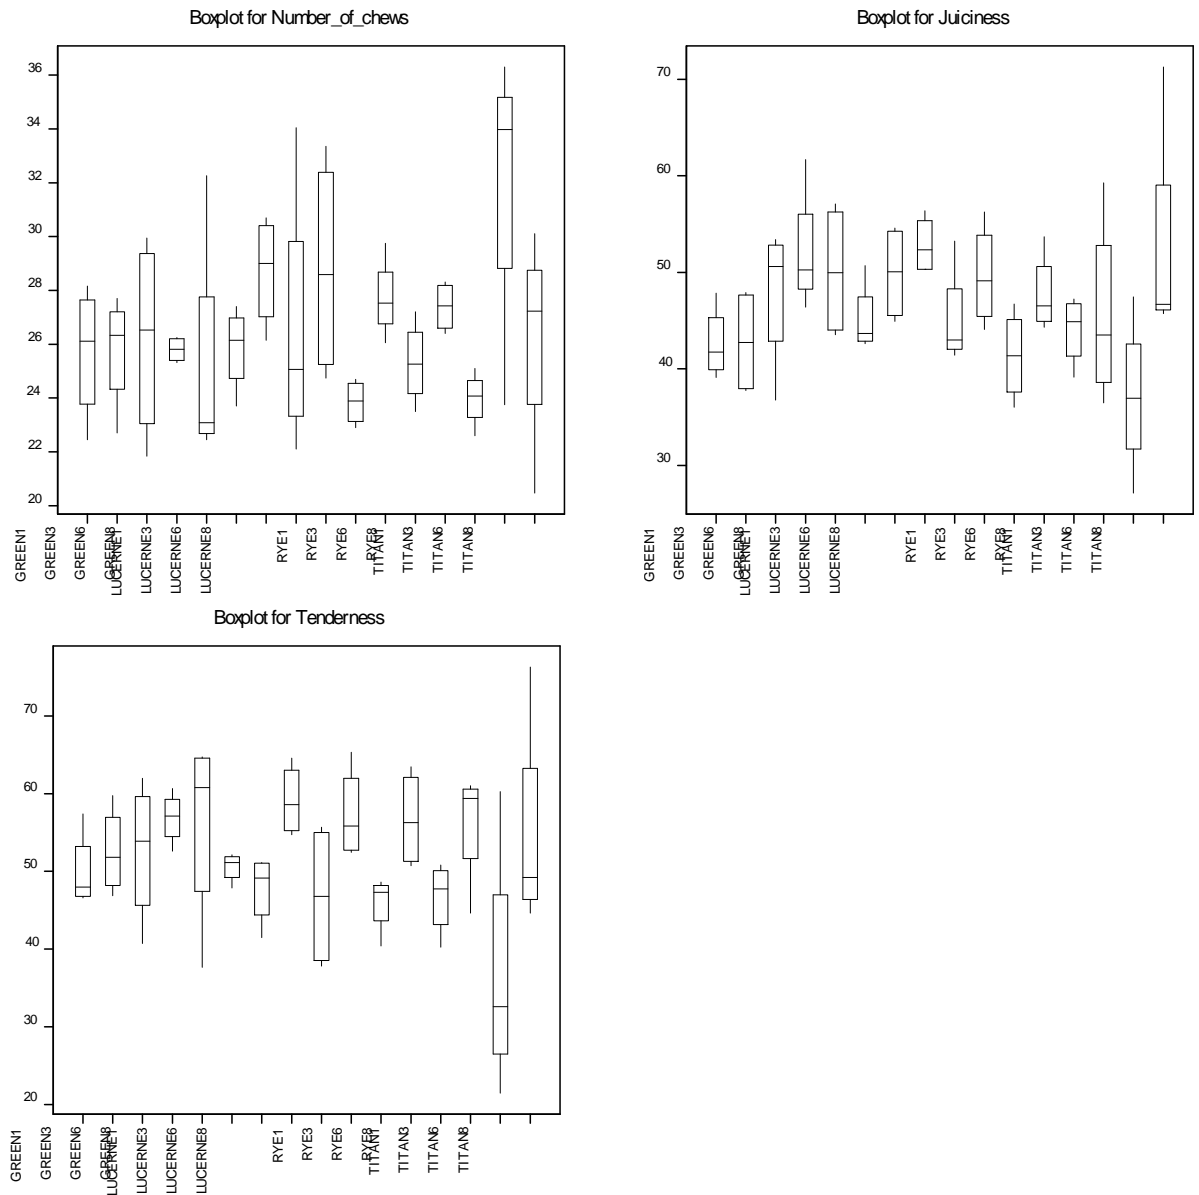 Boxplot for Number_of_chews
36
34
32
30
28
26
24
22
20
GREEN1
GREEN3
GREEN6
GREEN8
LUCERNE1
LUCERNE3
LUCERNE6
LUCERNE8
RYE1
RYE3
RYE6
RYE8
TITAN1
TITAN3
TITAN6
TITAN8
Boxplot for Juiciness
70
60
50
40
30
GREEN1
GREEN3
GREEN6
GREEN8
LUCERNE1
LUCERNE3
LUCERNE6
LUCERNE8
RYE1
RYE3
RYE6
RYE8
TITAN1
TITAN3
TITAN6
TITAN8
Boxplot for Tenderness
70
60
50
40
30
20
GREEN1
GREEN3
GREEN6
GREEN8
LUCERNE1
LUCERNE3
LUCERNE6
LUCERNE8
RYE1
RYE3
RYE6
RYE8
TITAN1
TITAN3
TITAN6
TITAN8